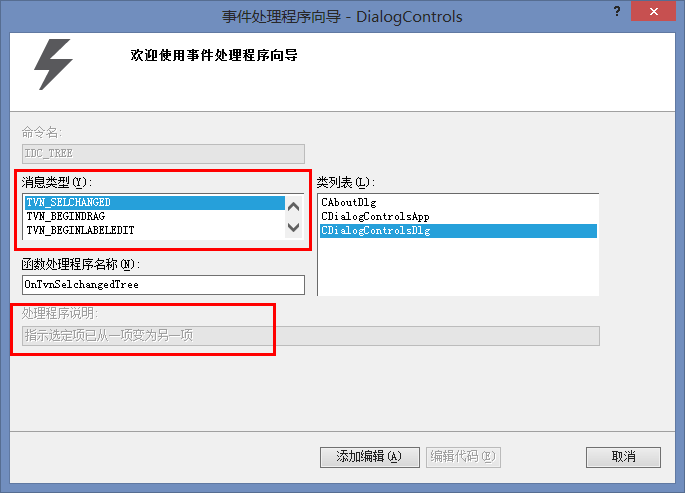 事件处理程序向导 - DialogControls
? ×
欢迎使用事件处理程序向导
命令名:
IDC_TREE
消息类型(Y):
TVN_SELCHANGED
TVN_BEGINDRAG
TVN_BEGINLABELEDIT
类列表(L):
CAboutDlg
CDialogControlsApp
CDialogControlsDlg
函数处理程序名称(N):
OnTvnSelchangedTree
处理程序说明:
指示选定项已从一项变为另一项
添加编辑(A) 编辑代码(E) 取消